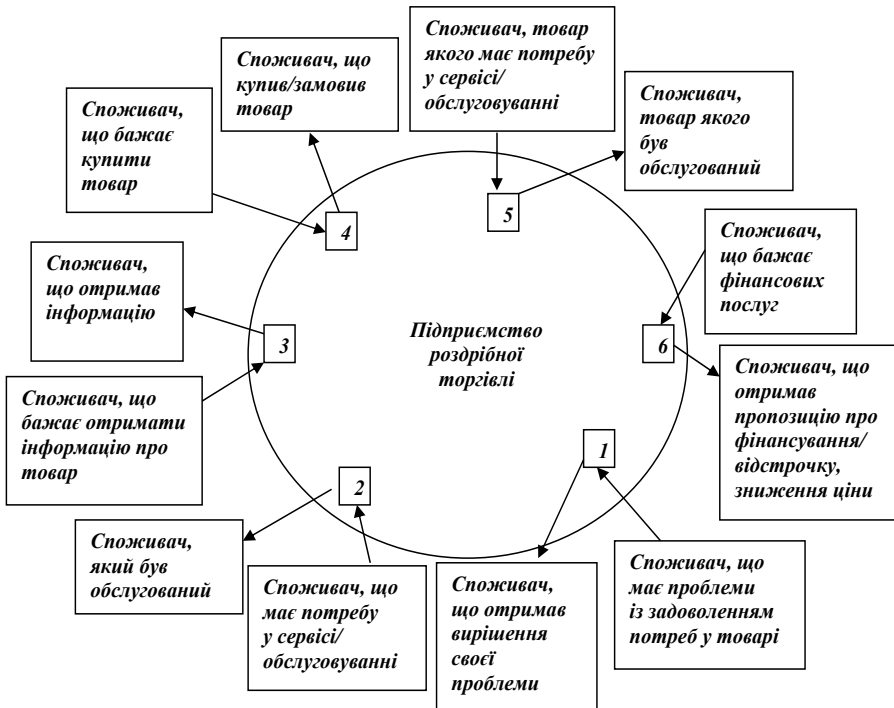 Споживач, що
купив/замовив
товар
Споживач, товар
якого має потребу
у сервісі/
обслуговуванні
Споживач,
що бажає
купити
товар
Споживач,
товар якого
був
обслугований
4
5
Споживач,
що бажає
фінансових
послуг
Споживач,
що отримав
інформацію
Підприємство
роздрібної
торгівлі
3
6
Споживач, що
отримав
пропозицію про
фінансування/
відстрочку,
зниження ціни
Споживач, що
бажає отримати
інформацію про
товар
1
2
Споживач,
який був
обслугований
Споживач, що
має потребу
у сервісі/
обслуговуванні
Споживач,
що отримав
вирішення
своєї
проблеми
Споживач, що
має проблеми
із задоволенням
потреб у товарі